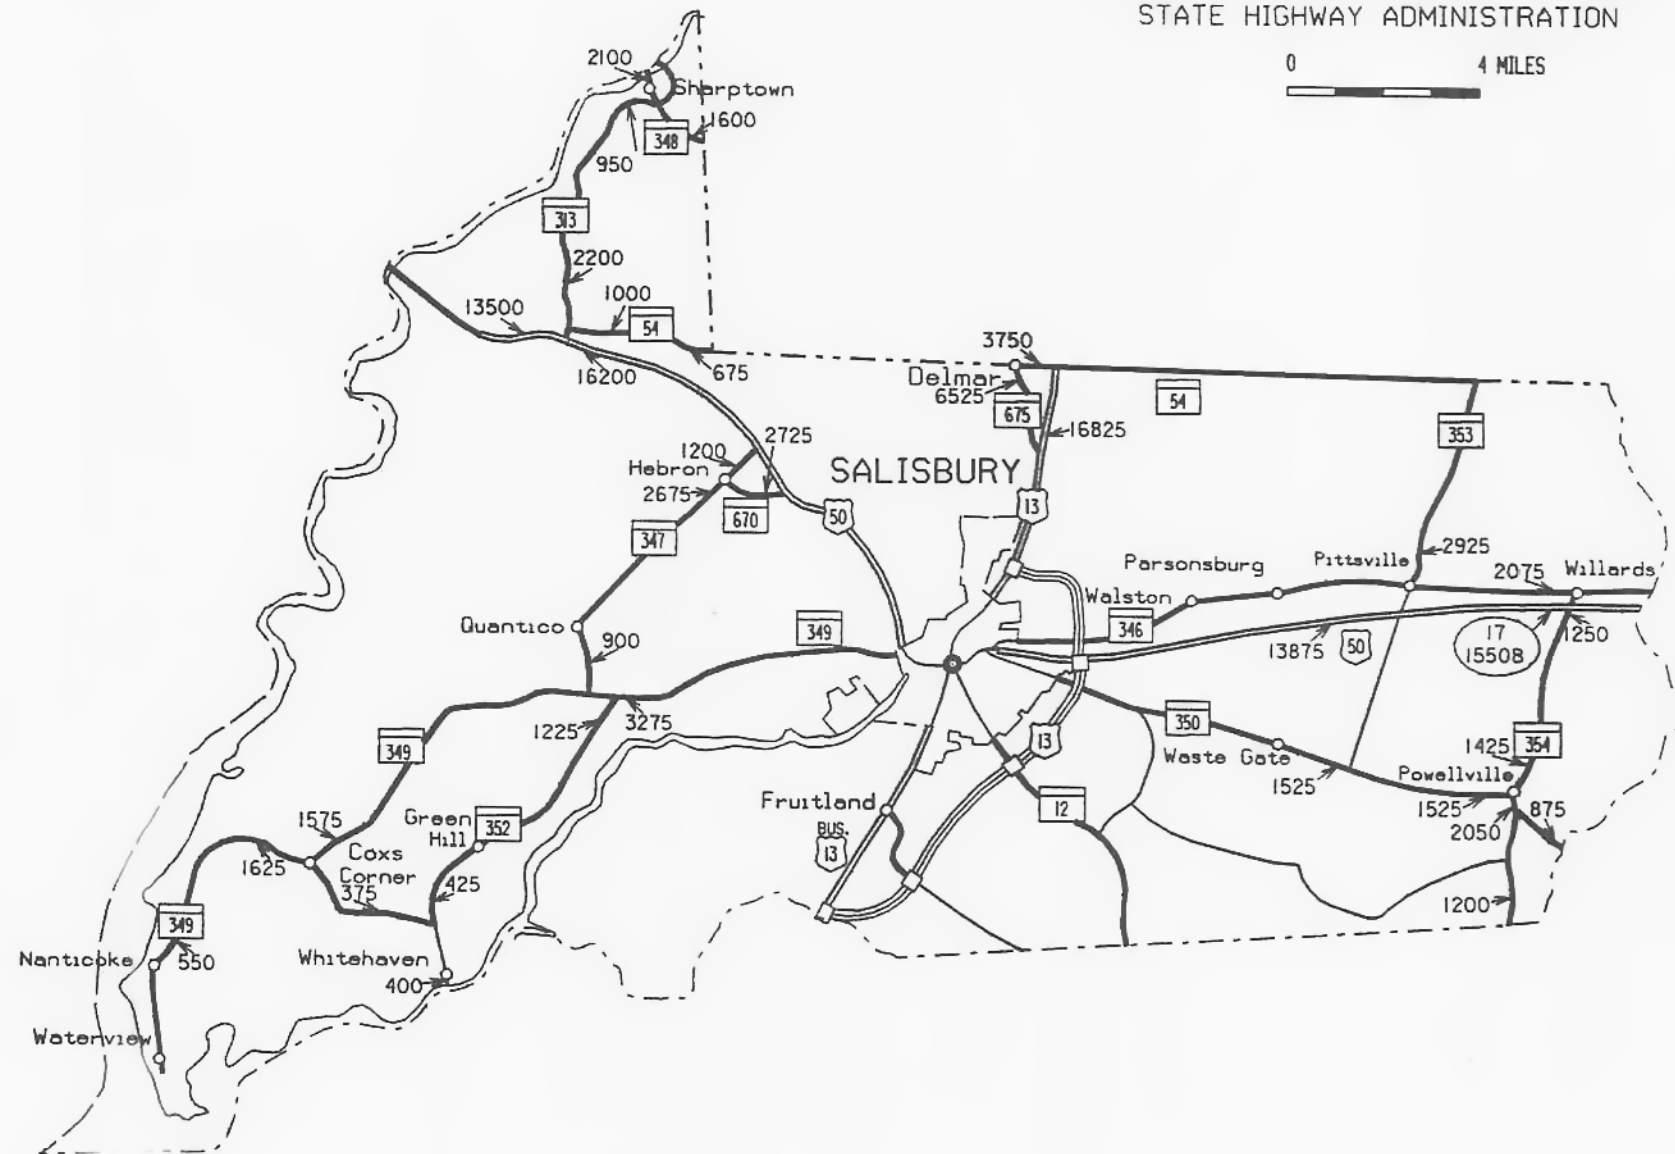 STATE HIGHWAY ADMINISTRATION
0 4 MILES
2100
Sharptown
1600
348
950
313
2200
13500
1000
54
16200
675
3750
Delmar
6525
675
54
16825
353
2725
1200
Hebron
SALISBURY
2675
670
50
13
347
2925
Parsonsburg
Pittsville
2075
Willards
Walston
Quantico
349
346
900
1250
13875
50
17
15508
3275
1225
349
350
13
354
Waste Gate
1425
1525
Powellville
1525
875
2050
Fruitland
BUS.
13
12
1575
Green
Hill
352
1625
Coxs
Corner
375
425
1200
349
Nanticoke
550
Whitehaven
400
Waterview